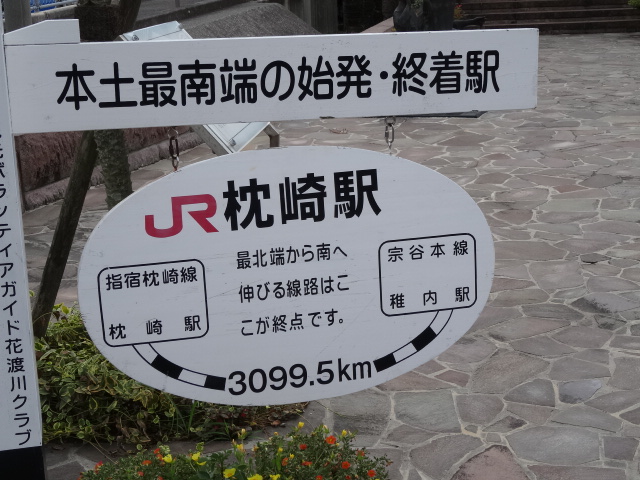 本土最南端の始発・終着駅
JR枕崎駅
最北端から南へ
伸びる線路はこ
こが終点です。
指宿枕崎線
枕崎駅
宗谷本線
稚内駅
3099.5km
ボランティアガイド花渡川クラブ